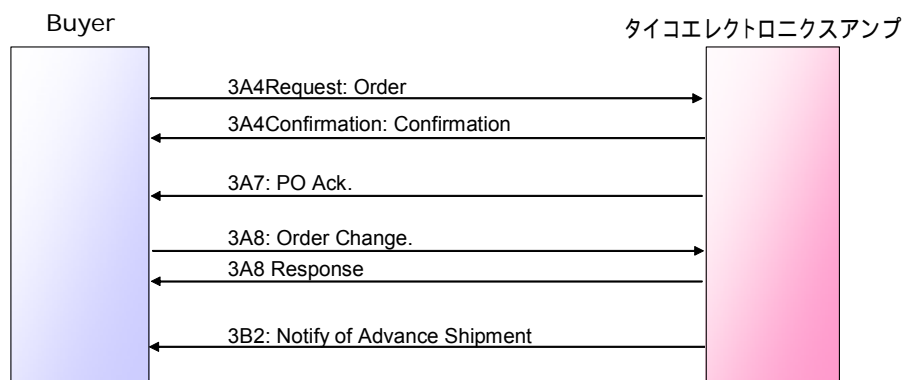 Buyer
タイコエレクトロニクスアンプ
3A4Request: Order
3A4Confirmation: Confirmation
3A7: PO Ack.
3A8: Order Change.
3A8 Response
3B2: Notify of Advance Shipment